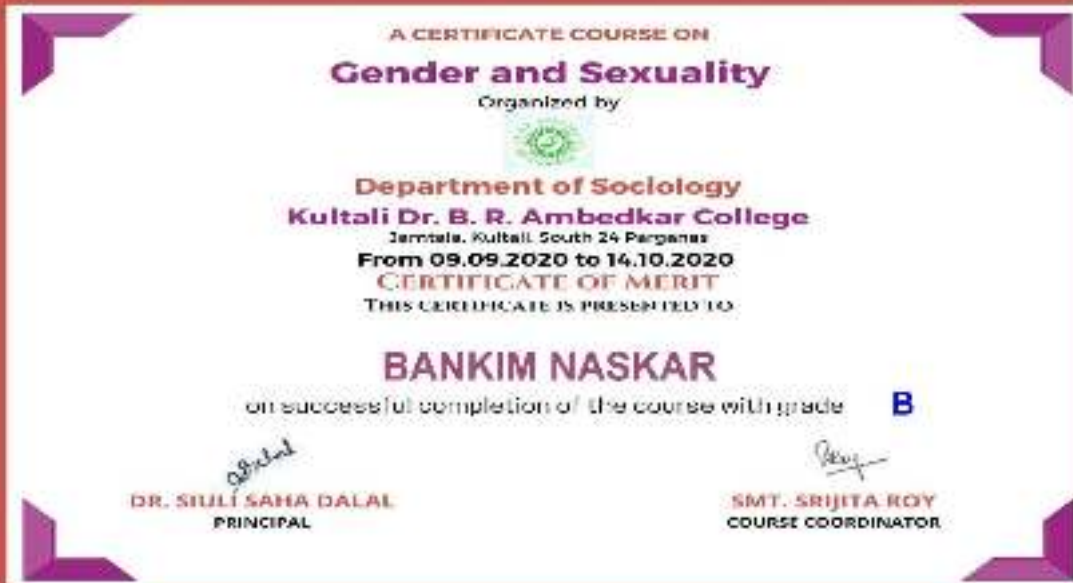 A CERTIFICATE COURSE ON
Gender and Sexuality
Organized by
Department of Sociology
Kultali Dr. B. R. Ambedkar College
Jamtala, Kultali, South 24 Parganas
From 09.09.2020 to 14.10.2020
CERTIFICATE OF MERIT
THIS CERTIFICATE IS PRESENTED TO
BANKIM NASKAR
on successful completion of the course with grade B
DR. SIULI SAHA DALAL
PRINCIPAL
SMT. SRIJITA ROY
COURSE COORDINATOR